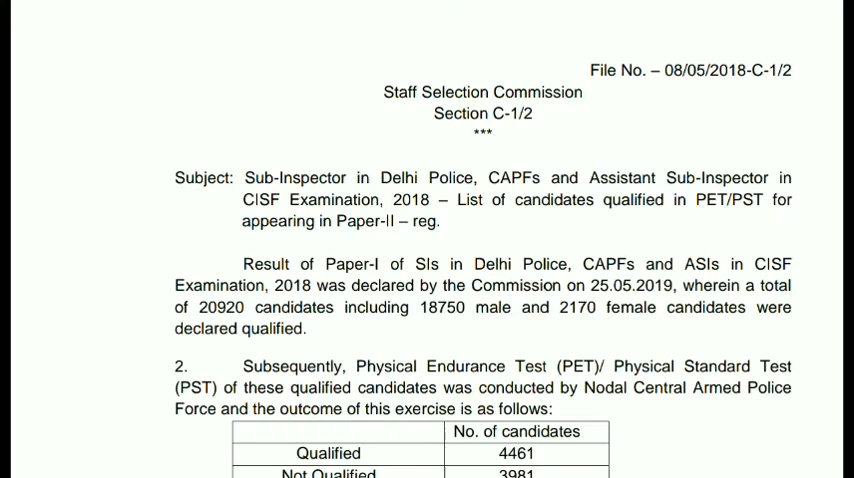 File No. – 08/05/2018-C-1/2
Staff Selection Commission
Section C-1/2
***
Subject: Sub-Inspector in Delhi Police, CAPFs and Assistant Sub-Inspector in
CISF Examination, 2018 – List of candidates qualified in PET/PST for
appearing in Paper-II – reg.
Result of Paper-I of SIs in Delhi Police, CAPFs and ASIs in CISF
Examination, 2018 was declared by the Commission on 25.05.2019, wherein a total
of 20920 candidates including 18750 male and 2170 female candidates were
declared qualified.
2. Subsequently, Physical Endurance Test (PET)/ Physical Standard Test
(PST) of these qualified candidates was conducted by Nodal Central Armed Police
Force and the outcome of this exercise is as follows:
No. of candidates
Qualified 4461
Not Qualified 3981